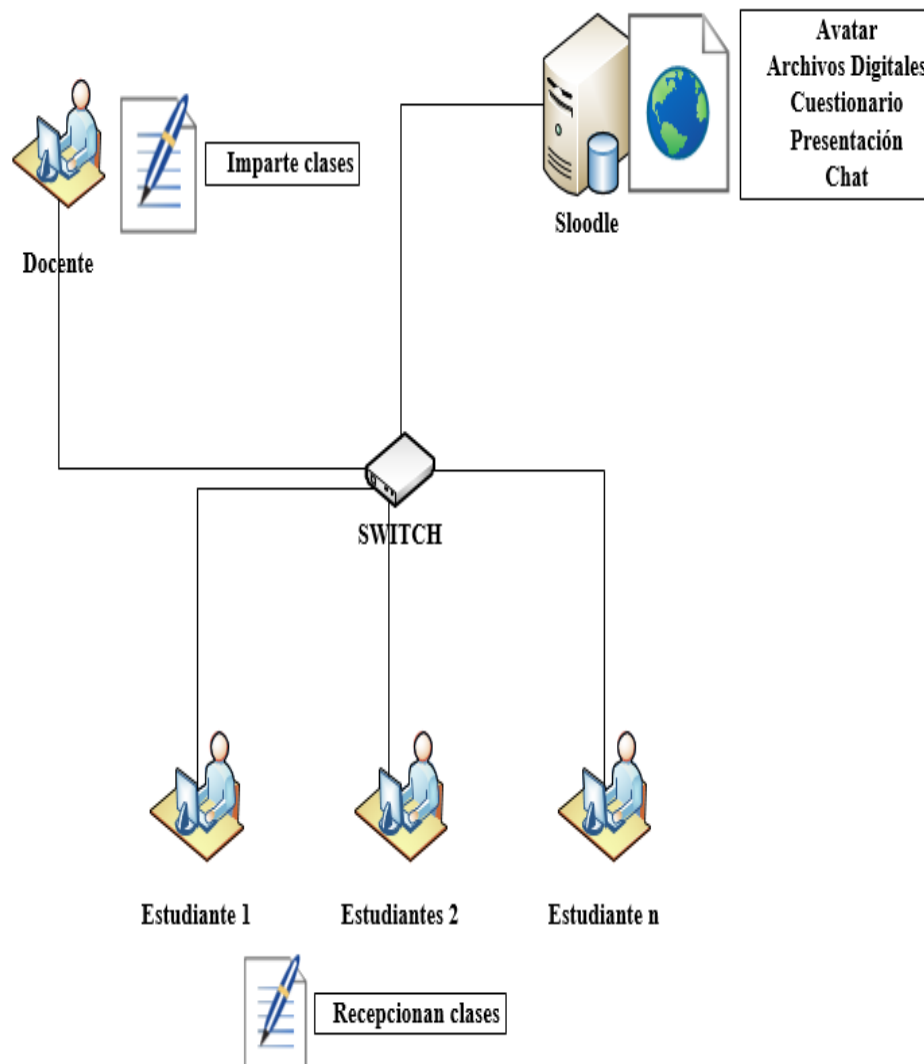 Avatar
Archivos Digitales
Cuestionario
Presentación
Chat
Imparte clases
Sloodle
Docente
SWITCH
Estudiante 1
Estudiantes 2
Estudiante n
Recepcionan clases